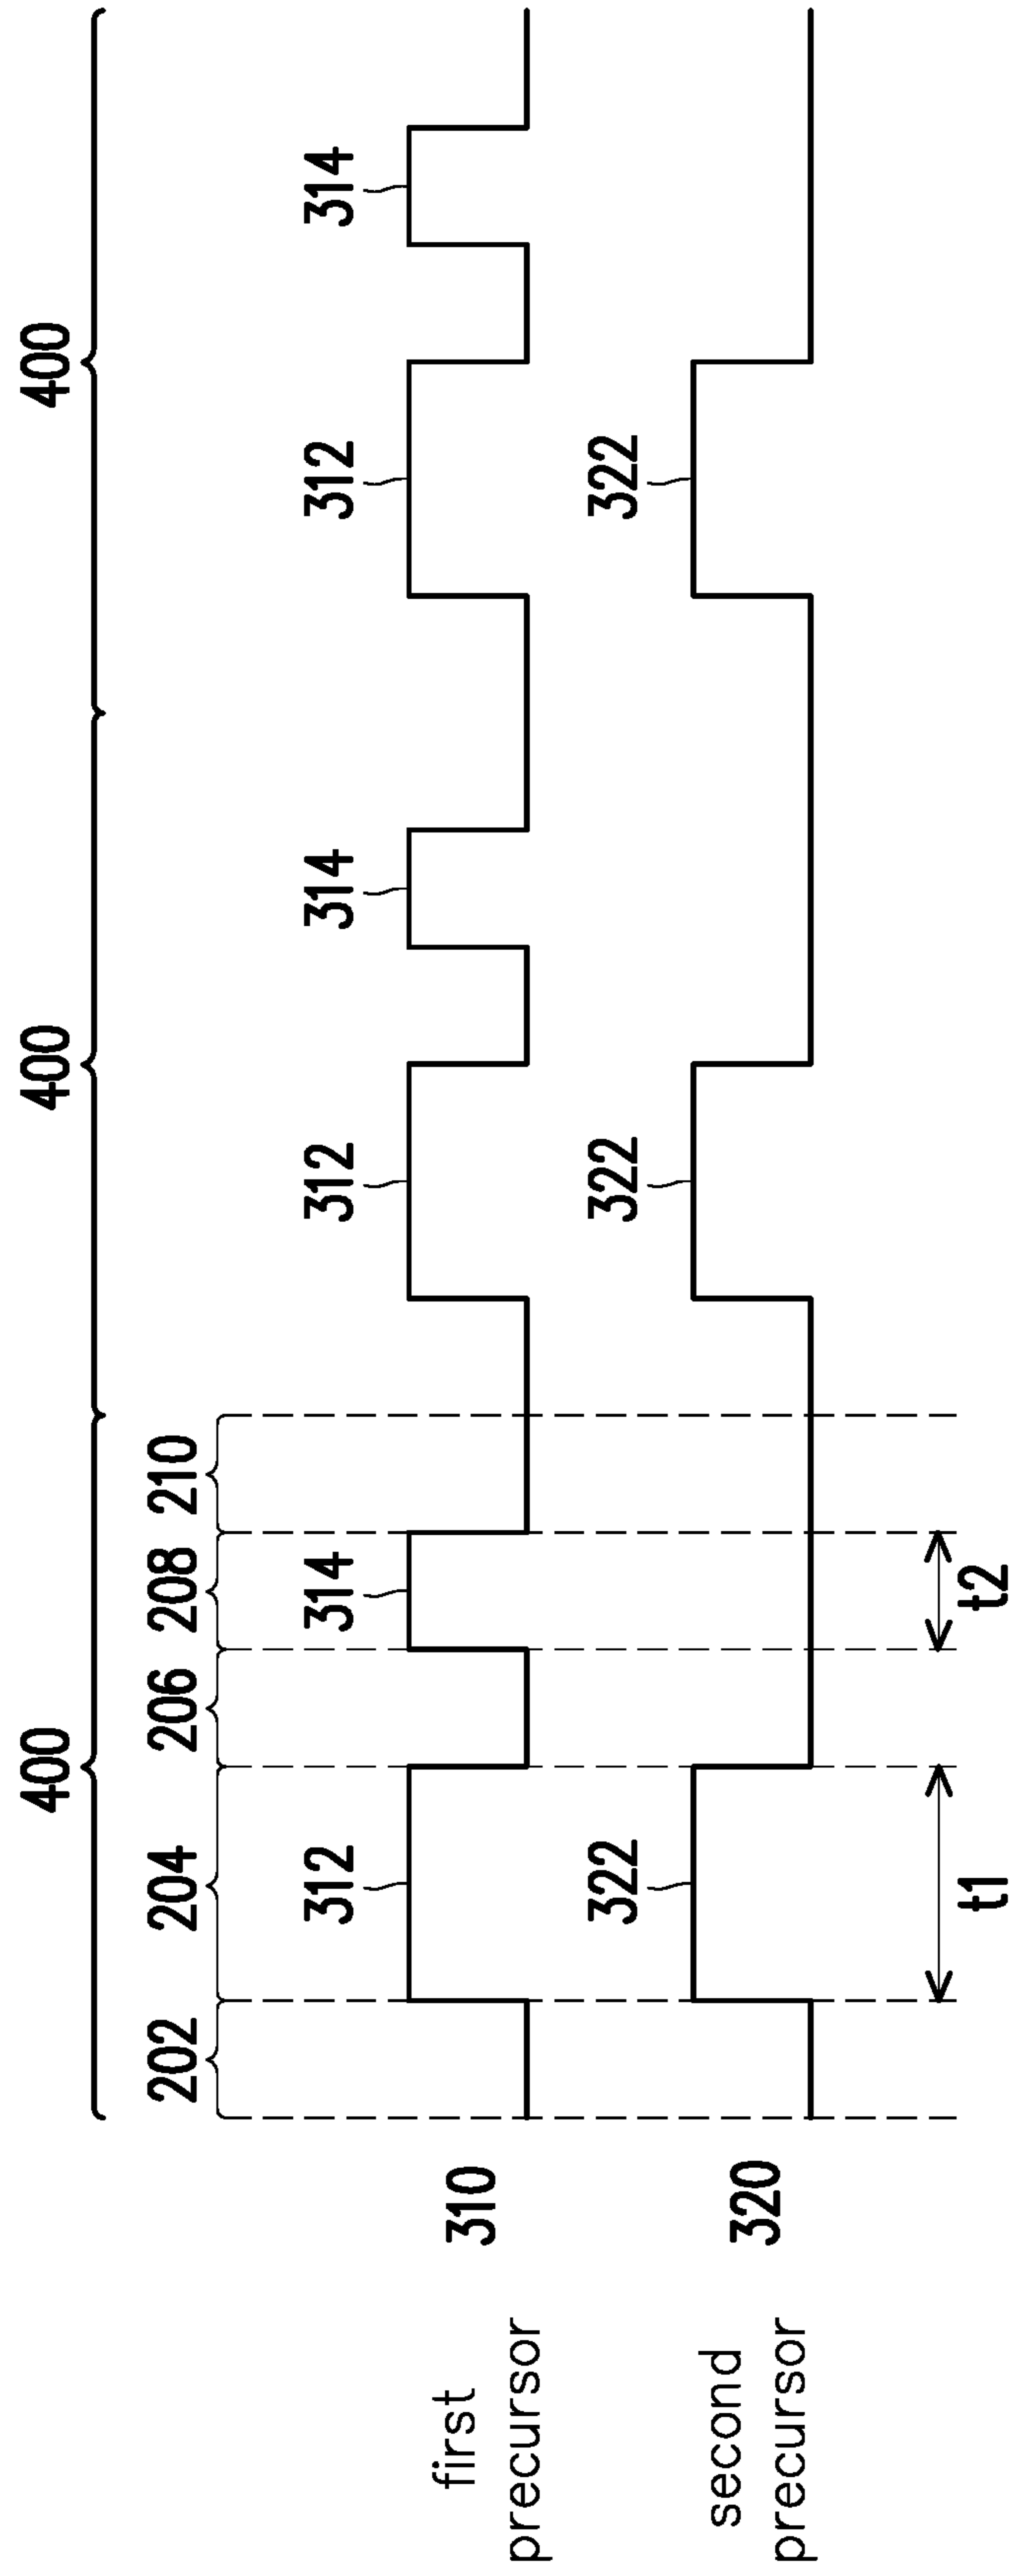 400 400 400
202 204 206 208 210
312 314 312 314 312 314
first
precursor 310
322 322 322
second
precursor 320
t1 t2